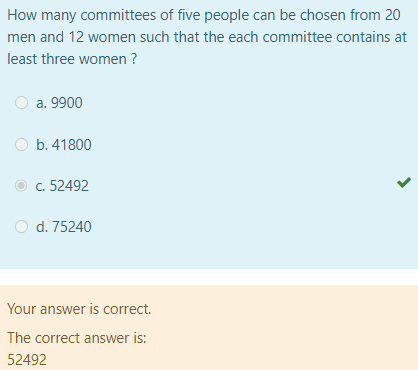 How many committees of five people can be chosen from 20
men and 12 women such that the each committee contains at
least three women ?
a. 9900
b. 41800
c. 52492
d. 75240
Your answer is correct.
The correct answer is:
52492